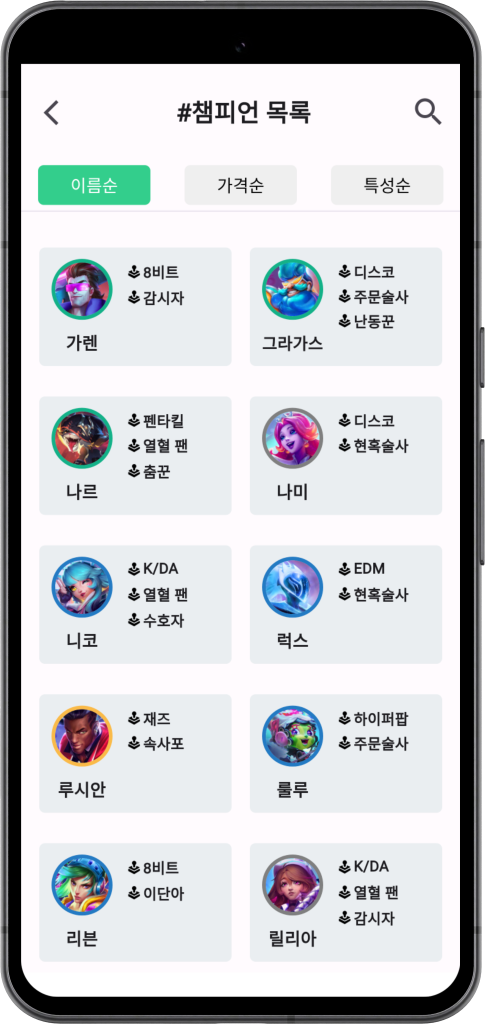 #챔피언 목록
이름순
가격순
특성순
8비트
감시자
가렌
디스코
주문술사
난동꾼
그라가스
펜타킬
열혈 팬
춤꾼
나르
디스코
현혹술사
나미
K/DA
열혈 팬
수호자
니코
EDM
현혹술사
럭스
재즈
속사포
루시안
하이퍼팝
주문술사
룰루
8비트
이단아
리븐
K/DA
열혈 팬
감시자
릴리아